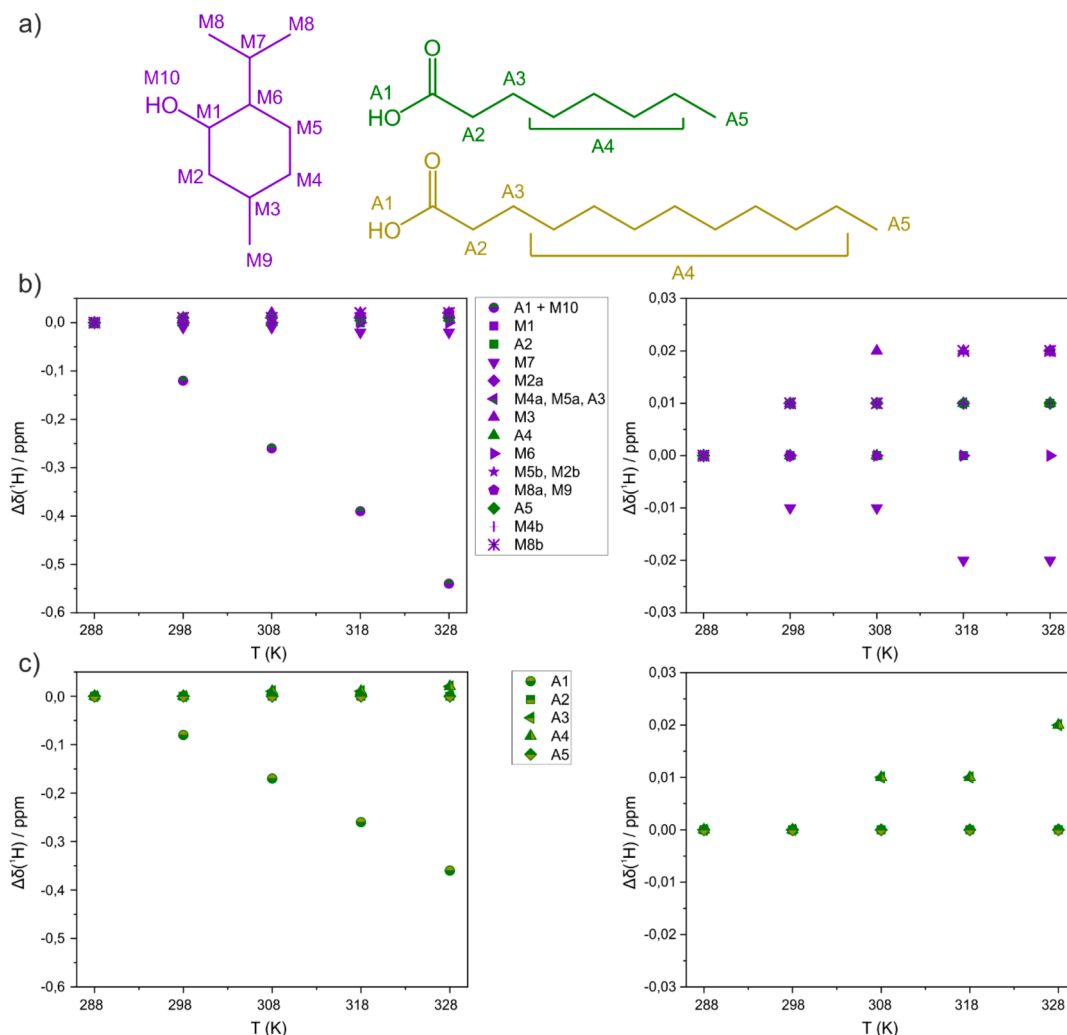 a)
M8
M8
M7
M10
HO
M1
M6
M5
M2
M4
M3
M9
O
A1
HO
A3
A2
A4
A5
O
A1
HO
A3
A2
A4
A5
b)
0,0
-0,1
-0,2
-0,3
-0,4
-0,5
-0,6
Δδ(¹H) / ppm
288
298
308
318
328
T (K)
A1 + M10
M1
A2
M7
M2a
M4a, M5a, A3
M3
A4
M6
M5b, M2b
M8a, M9
A5
M4b
M8b
0,03
0,02
0,01
0,00
-0,01
-0,02
-0,03
Δδ(¹H) / ppm
288
298
308
318
328
T (K)
c)
0,0
-0,1
-0,2
-0,3
-0,4
-0,5
-0,6
Δδ(¹H) / ppm
288
298
308
318
328
T (K)
A1
A2
A3
A4
A5
0,03
0,02
0,01
0,00
-0,01
-0,02
-0,03
Δδ(¹H) / ppm
288
298
308
318
328
T (K)